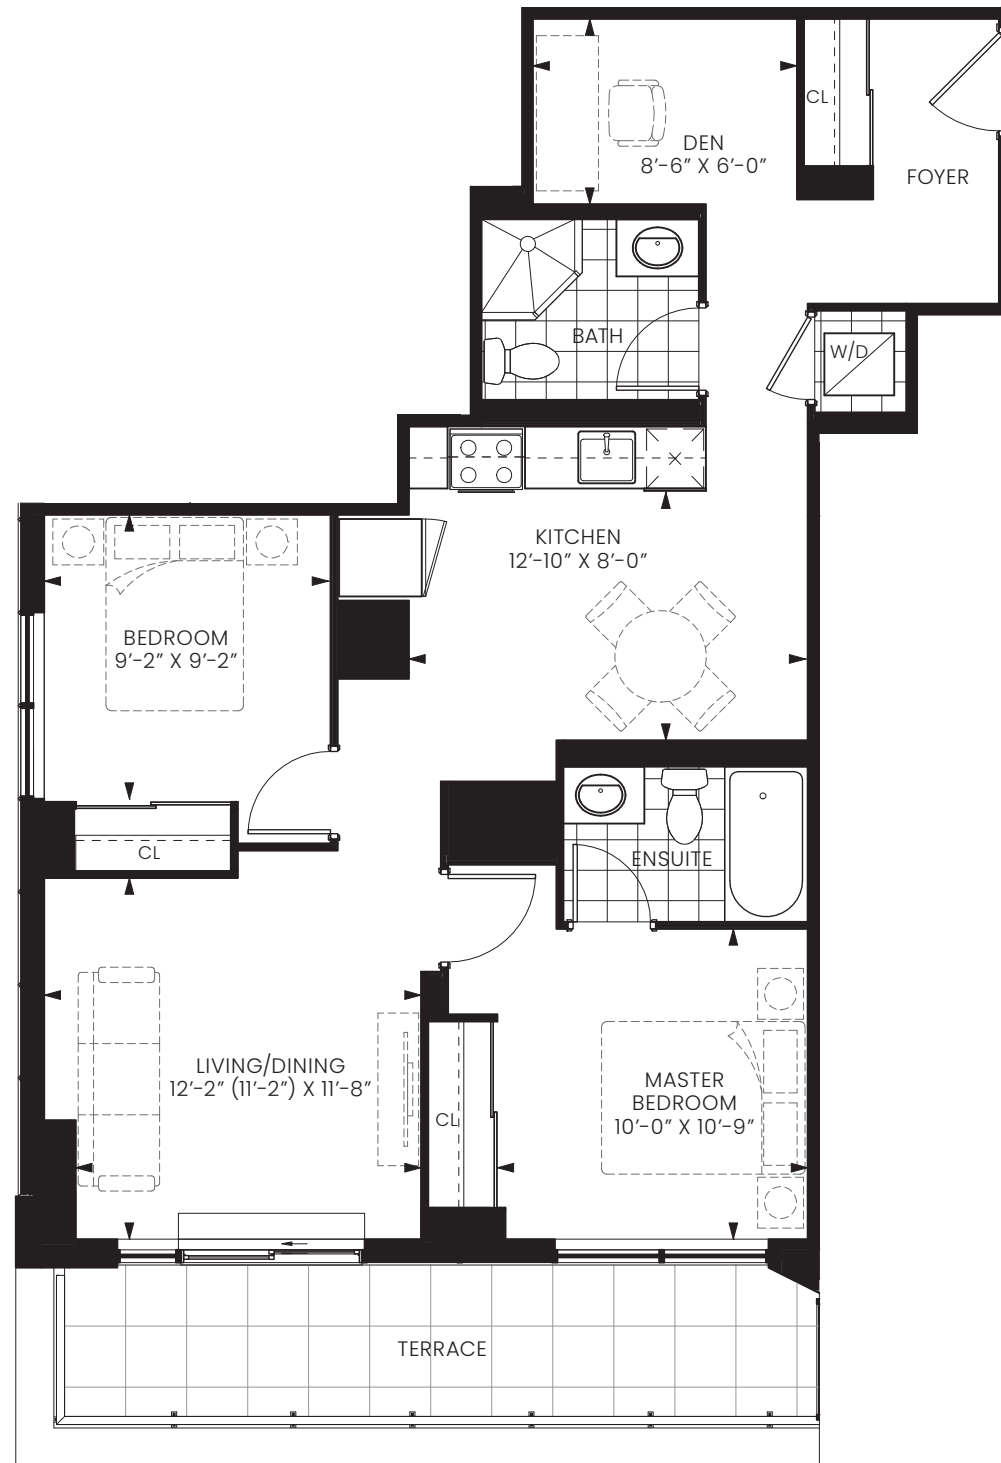 CL
DEN
8’-6” X 6’-0”
FOYER
BATH
W/D
KITCHEN
12’-10” X 8’-0”
BEDROOM
9’-2” X 9’-2”
CL
ENSUITE
LIVING/DINING
12’-2” (11’-2”) X 11’-8”
MASTER
BEDROOM
10’-0” X 10’-9”
CL
TERRACE